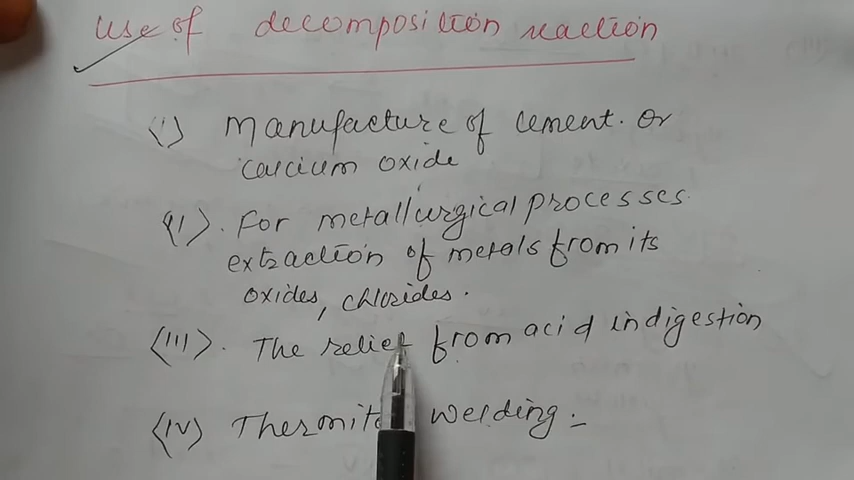 use of decomposition reaction
(i) Manufacture of cement. Or
calcium oxide
(ii). For metallurgical processes.
extraction of metals from its
oxides, chlorides.
(iii). The relief from acid indigestion
(iv) Thermite welding.-